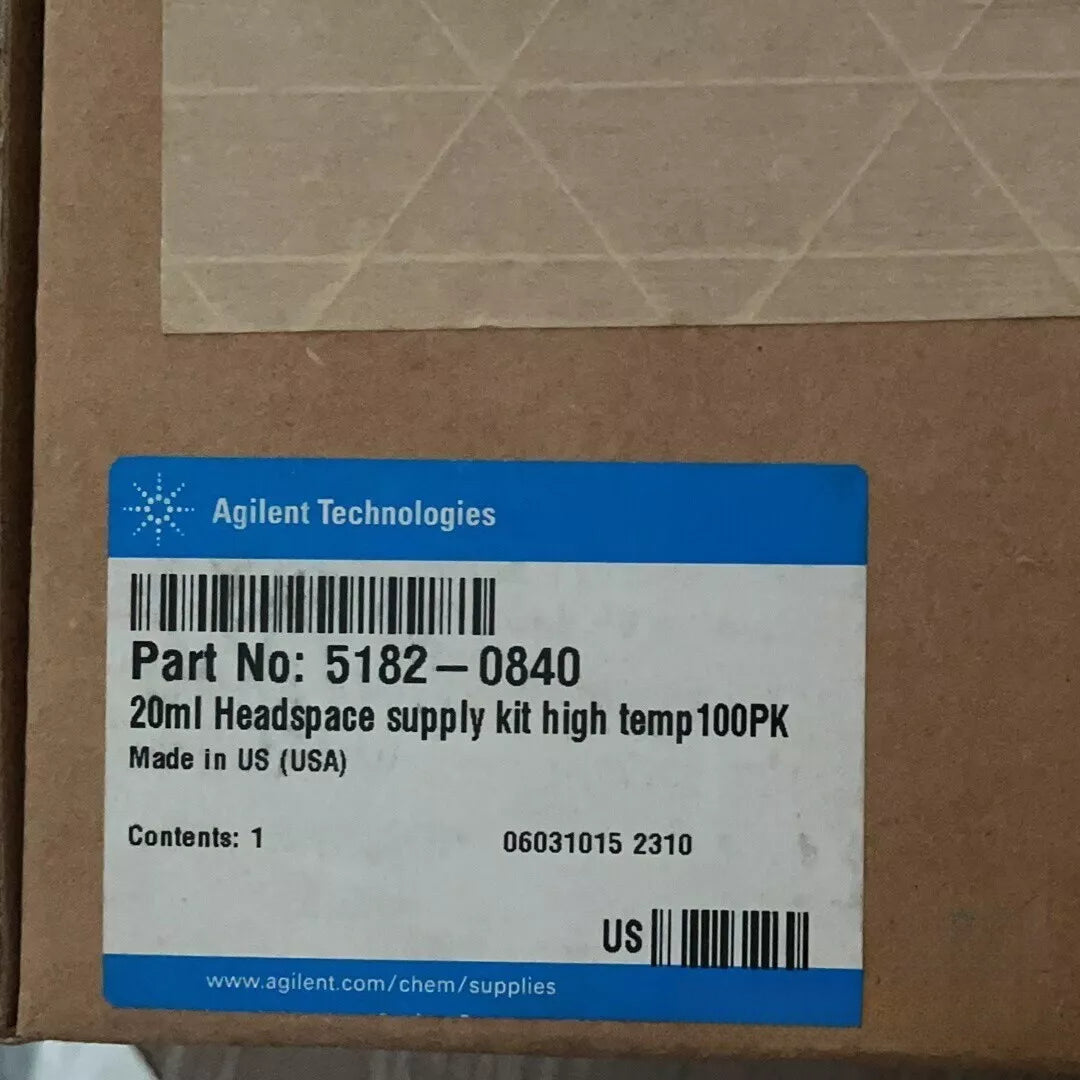 Agilent Technologies
Part No: 5182-0840
20ml Headspace supply kit high temp100PK
Made in US (USA)
Contents: 1
06031015 2310
US
www.agilent.com/chem/supplies